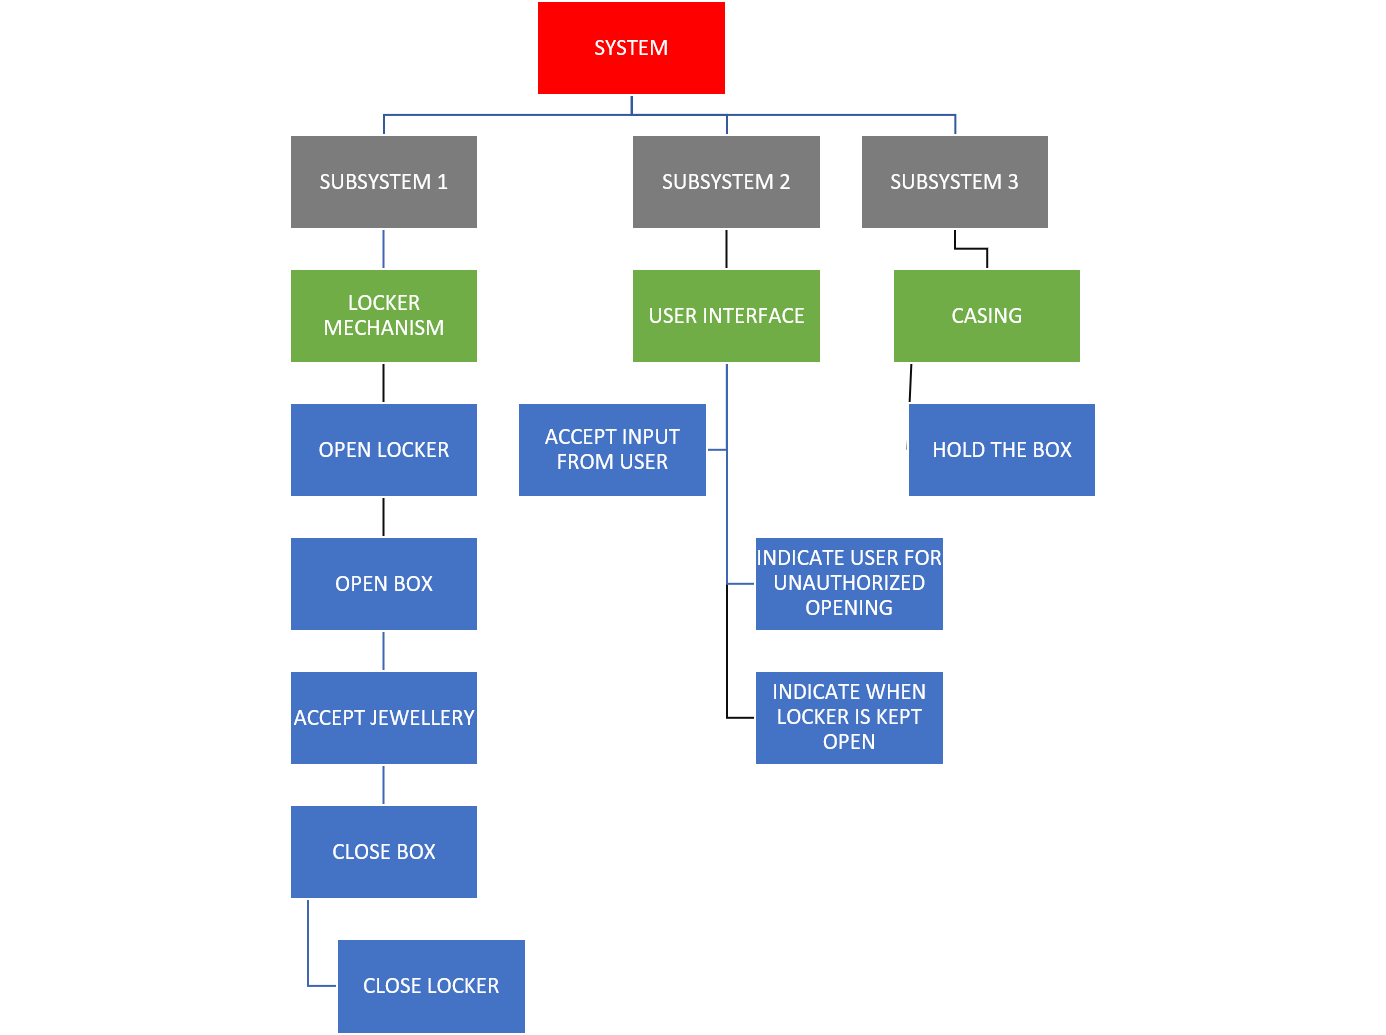 SYSTEM
SUBSYSTEM 1
SUBSYSTEM 2
SUBSYSTEM 3
LOCKER
MECHANISM
USER INTERFACE
CASING
OPEN LOCKER
ACCEPT INPUT
FROM USER
HOLD THE BOX
OPEN BOX
INDICATE USER FOR
UNAUTHORIZED
OPENING
ACCEPT JEWELLERY
INDICATE WHEN
LOCKER IS KEPT
OPEN
CLOSE BOX
CLOSE LOCKER